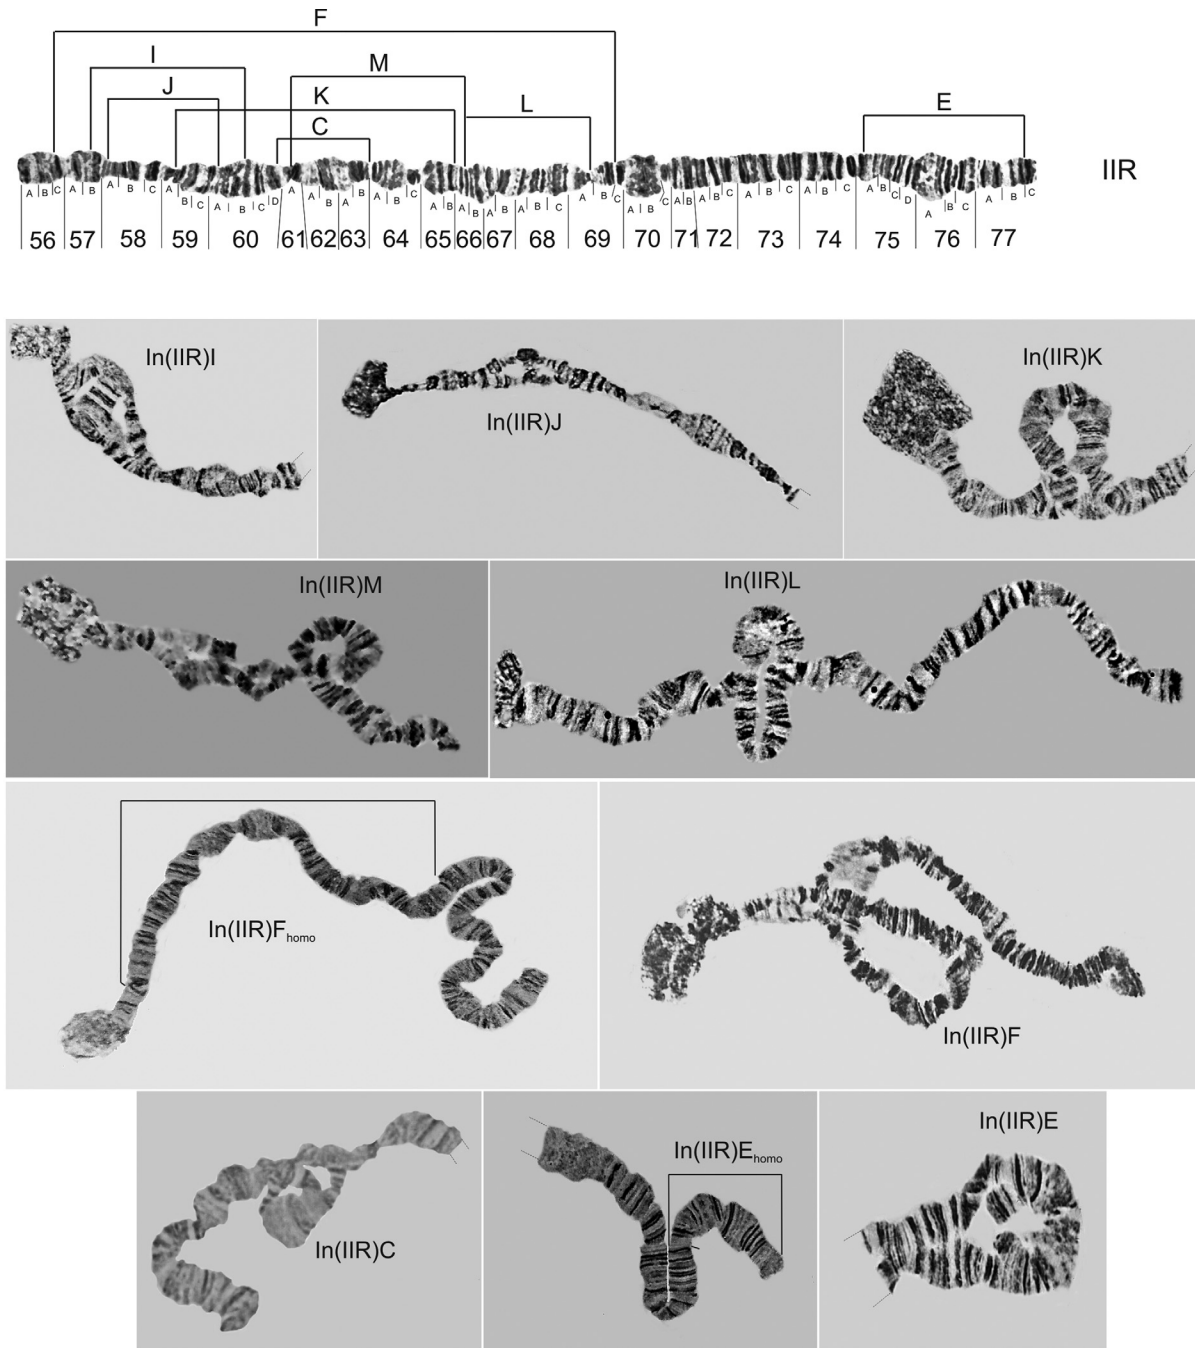 F
I
M
J
K
L
E
C
IIR
A B C A B A B C A B C A B C D A A B A B A B C A B A B A B A B C A B C A B C A B A B C A B C A B C A B C D A B C A B C
56 57 58 59 60 61 62 63 64 65 66 67 68 69 70 71 72 73 74 75 76 77
In(IIR)I
In(IIR)J
In(IIR)K
In(IIR)M
In(IIR)L
In(IIR)Fhomo
In(IIR)F
In(IIR)C
In(IIR)Ehomo
In(IIR)E